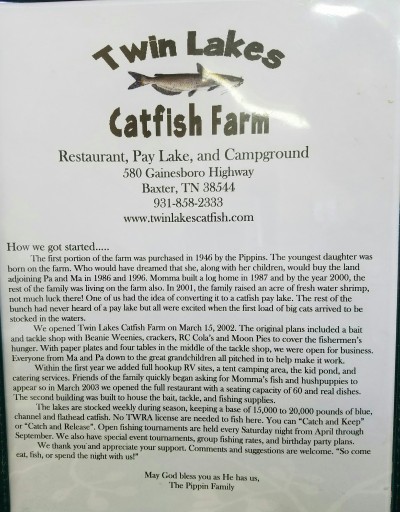 Twin Lakes
Catfish Farm
Restaurant, Pay Lake, and Campground
580 Gainesboro Highway
Baxter, TN 38544
931-858-2333
www.twinlakescatfish.com
How we got started.....
The first portion of the farm was purchased in 1946 by the Pippins. The youngest daughter was
born on the farm. Who would have dreamed that she, along with her children, would buy the land
adjoining Pa and Ma in 1986 and 1996. Momma built a log home in 1987 and by the year 2000, the
rest of the family was living on the farm also. In 2001, the family raised an acre of fresh water shrimp,
not much luck there! One of us had the idea of converting it to a catfish pay lake. The rest of the
bunch had never heard of a pay lake but all were excited when the first load of big cats arrived to be
stocked in the waters.
We opened Twin Lakes Catfish Farm on March 15, 2002. The original plans included a bait
and tackle shop with Beanie Weenies, crackers, RC Cola's and Moon Pies to cover the fishermen's
hunger. With paper plates and four tables in the middle of the tackle shop, we were open for business.
Everyone from Ma and Pa down to the great grandchildren all pitched in to help make it work.
Within the first year we added full hookup RV sites, a tent camping area, the kid pond, and
catering services. Friends of the family quickly began asking for Momma's fish and hushpuppies to
appear so in March 2003 we opened the full restaurant with a seating capacity of 60 and real dishes.
The second building was built to house the bait, tackle, and fishing supplies.
The lakes are stocked weekly during season, keeping a base of 15,000 to 20,000 pounds of blue,
channel and flathead catfish. No TWRA license are needed to fish here. You can "Catch and Keep"
or "Catch and Release". Open fishing tournaments are held every Saturday night from April through
September. We also have special event tournaments, group fishing rates, and birthday party plans.
We thank you and appreciate your support. Comments and suggestions are welcome. "So come
eat, fish, or spend the night with us!"
May God bless you as He has us,
The Pippin Family